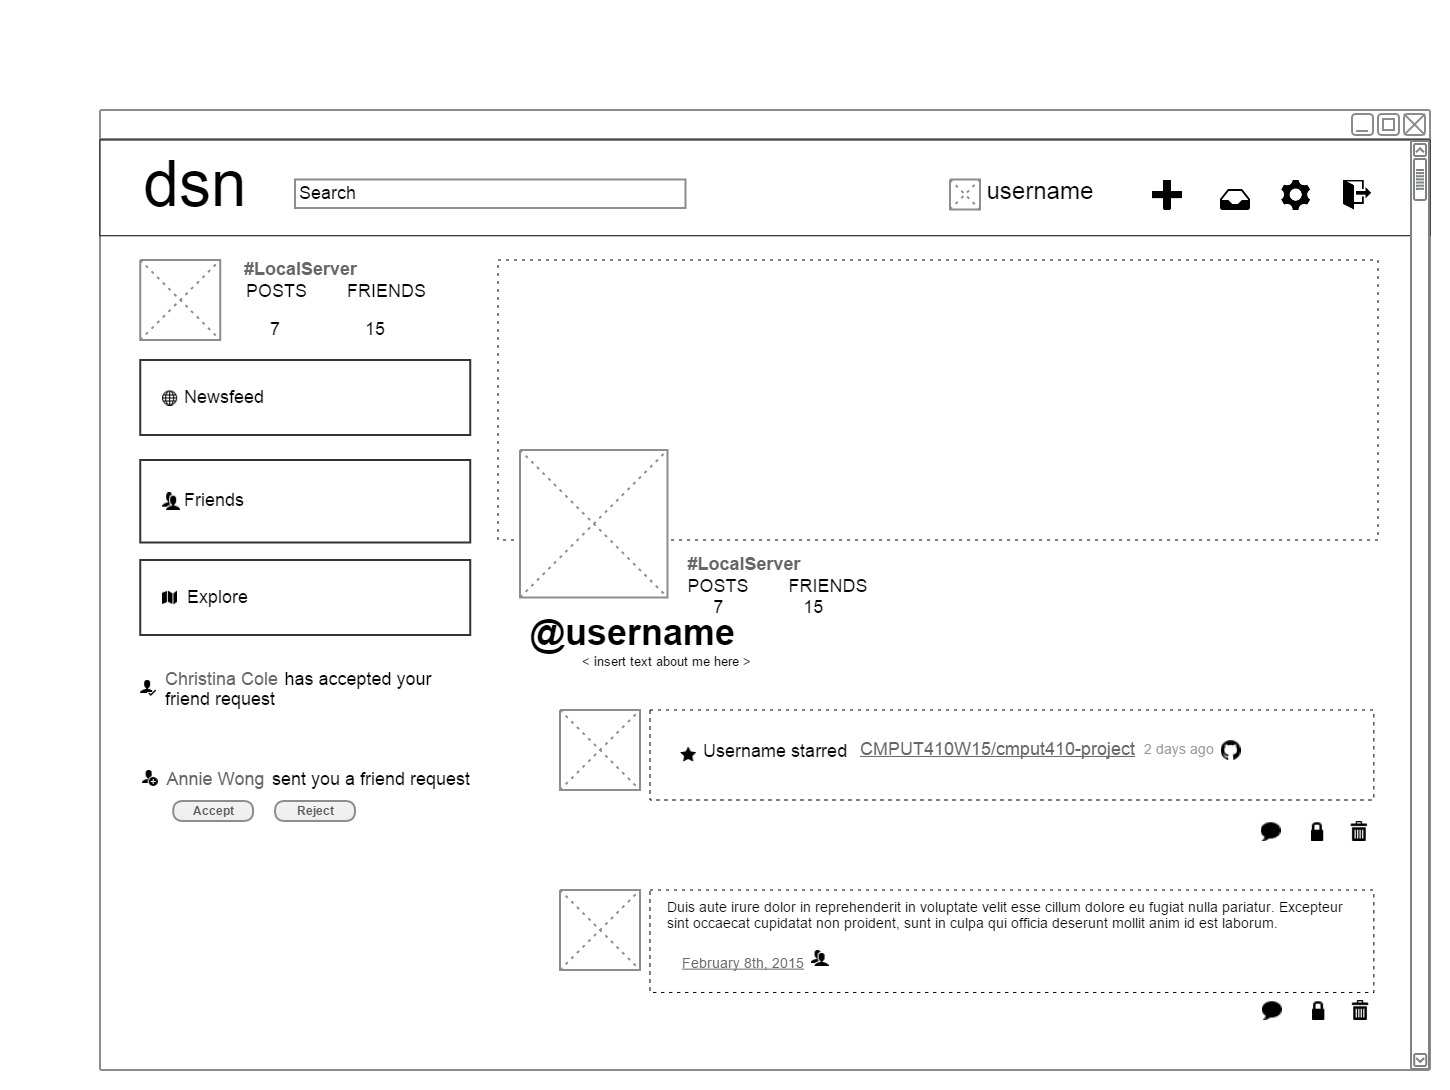 dsn
Search
username
#LocalServer
POSTS FRIENDS
7 15
Newsfeed
Friends
Explore
Christina Cole has accepted your
friend request
Annie Wong sent you a friend request
Accept Reject
#LocalServer
POSTS FRIENDS
7 15
@username
< insert text about me here >
Username starred CMPUT410W15/cmput410-project 2 days ago
Duis aute irure dolor in reprehenderit in voluptate velit esse cillum dolore eu fugiat nulla pariatur. Excepteur
sint occaecat cupidatat non proident, sunt in culpa qui officia deserunt mollit anim id est laborum.
February 8th, 2015